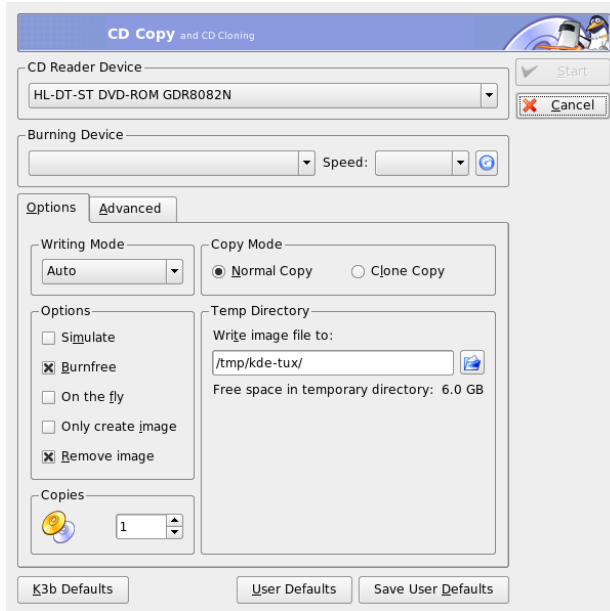 CD Copy and CD Cloning
CD Reader Device
Start
HL-DT-ST DVD-ROM GDR8082N
Cancel
Burning Device
Speed:
Options Advanced
Writing Mode
Auto
Copy Mode
Normal Copy Clone Copy
Options
Simulate
Burnfree
On the fly
Only create image
Remove image
Temp Directory
Write image file to:
/tmp/kde-tux/
Free space in temporary directory: 6.0 GB
Copies
1
K3b Defaults User Defaults Save User Defaults